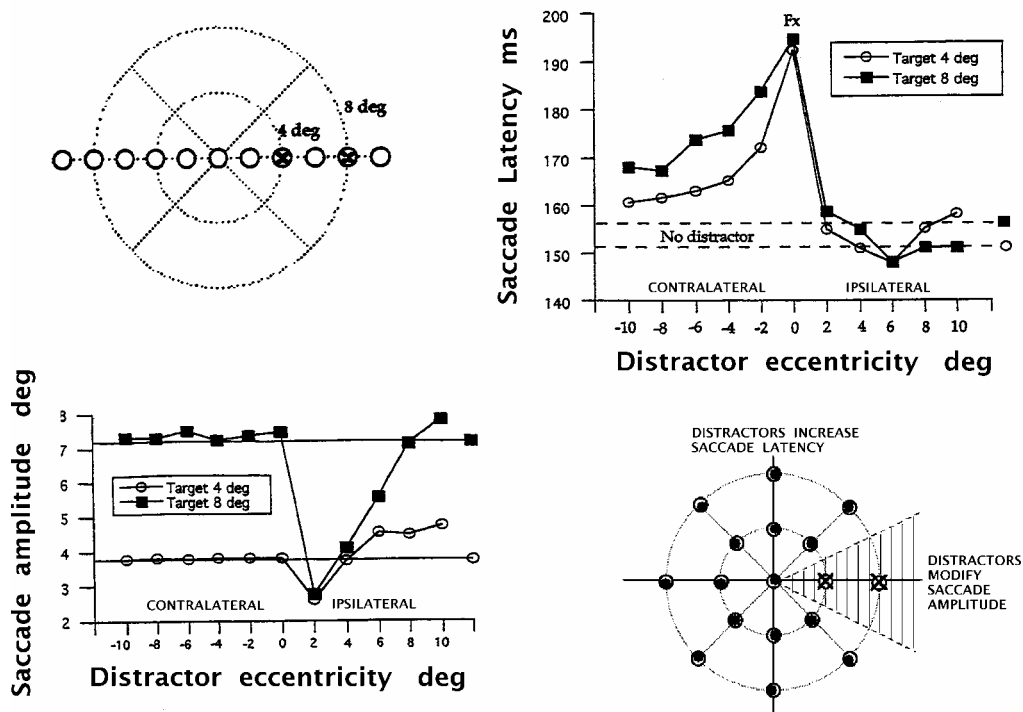 8 deg
4 deg
Saccade Latency ms
200
190
180
170
160
150
140
Fx
Target 4 deg
Target 8 deg
No distractor
CONTRALATERAL
IPSILATERAL
-10 -8 -6 -4 -2 0 2 4 6 8 10
Distractor eccentricity deg
Saccade amplitude deg
8
7
6
5
4
3
2
Target 4 deg
Target 8 deg
CONTRALATERAL
IPSILATERAL
-10 -8 -6 -4 -2 0 2 4 6 8 10
Distractor eccentricity deg
DISTRACTORS INCREASE
SACCADE LATENCY
DISTRACTORS
MODIFY
SACCADE
AMPLITUDE